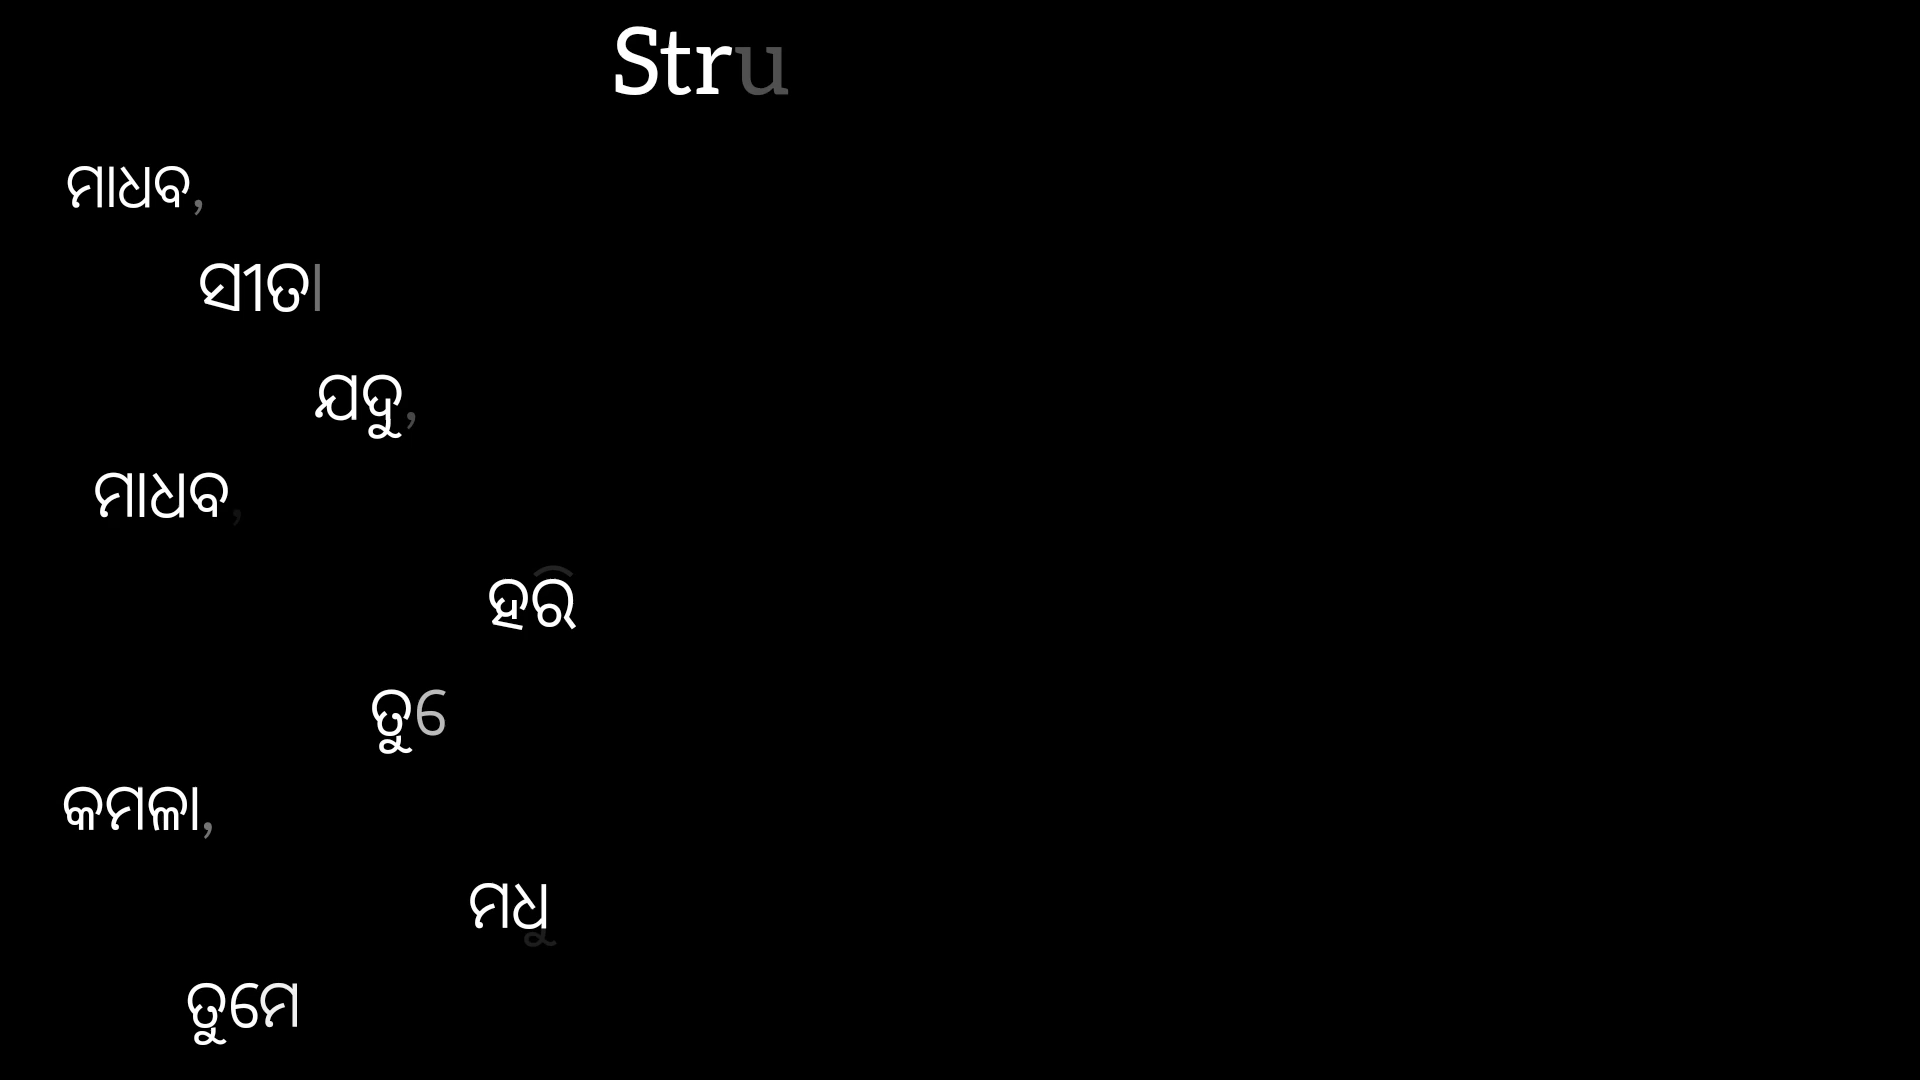 Stru
ମାଧବ,
ସୀତା
ଯଦୁ,
ମାଧବ,
ହରି
ତୁେ
କମଳା,
ମଧୁ
ତୁମେ